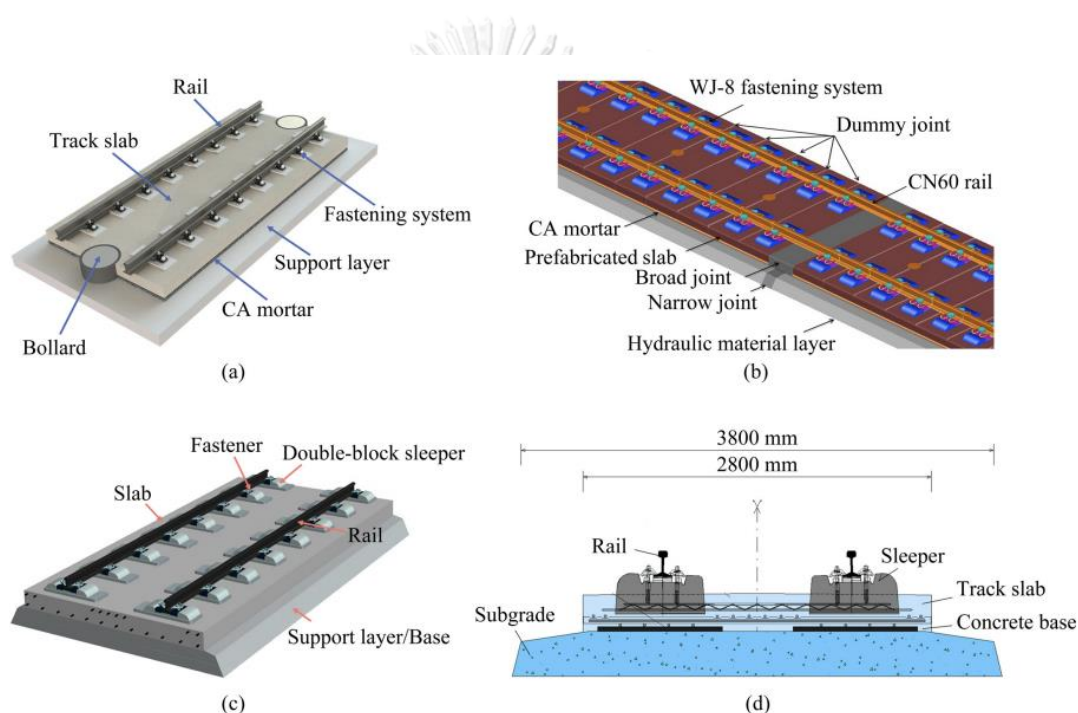 Rail
Track slab
Fastening system
Support layer
CA mortar
Bollard
(a)
WJ-8 fastening system
Dummy joint
CN60 rail
CA mortar
Prefabricated slab
Broad joint
Narrow joint
Hydraulic material layer
(b)
Fastener
Double-block sleeper
Slab
Rail
Support layer/Base
(c)
3800 mm
2800 mm
Rail
Sleeper
Track slab
Subgrade
Concrete base
(d)